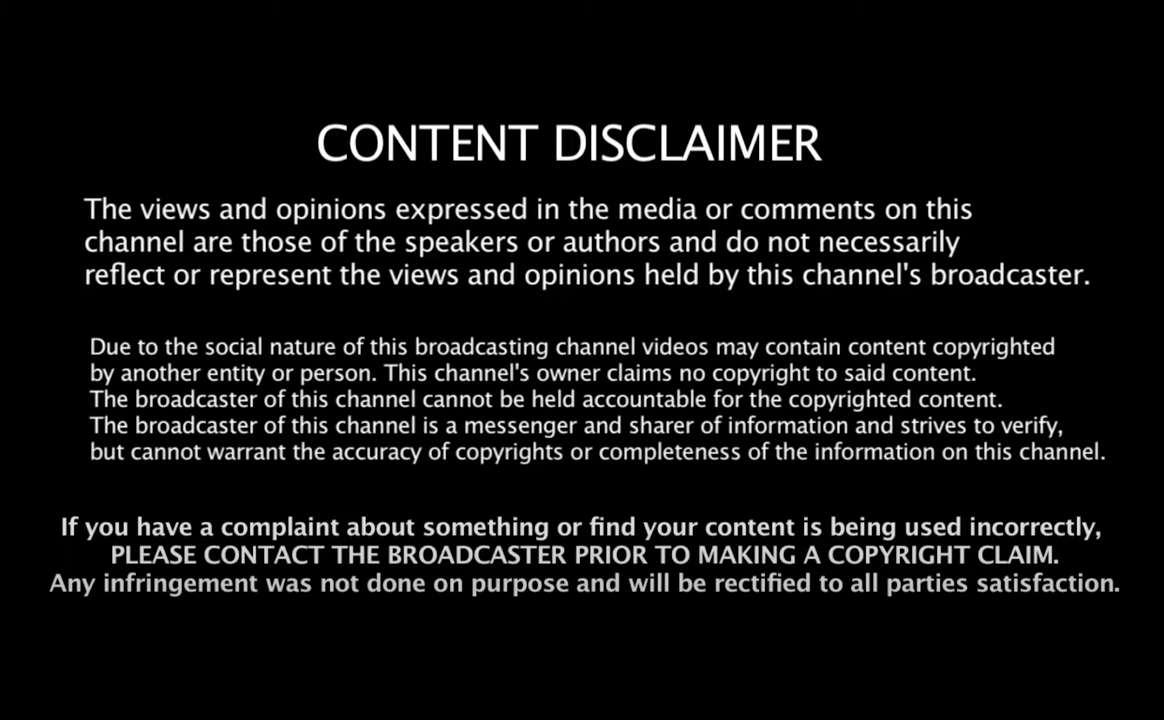 CONTENT DISCLAIMER
The views and opinions expressed in the media or comments on this
channel are those of the speakers or authors and do not necessarily
reflect or represent the views and opinions held by this channel's broadcaster.
Due to the social nature of this broadcasting channel videos may contain content copyrighted
by another entity or person. This channel's owner claims no copyright to said content.
The broadcaster of this channel cannot be held accountable for the copyrighted content.
The broadcaster of this channel is a messenger and sharer of information and strives to verify,
but cannot warrant the accuracy of copyrights or completeness of the information on this channel.
If you have a complaint about something or find your content is being used incorrectly,
PLEASE CONTACT THE BROADCASTER PRIOR TO MAKING A COPYRIGHT CLAIM.
Any infringement was not done on purpose and will be rectified to all parties satisfaction.